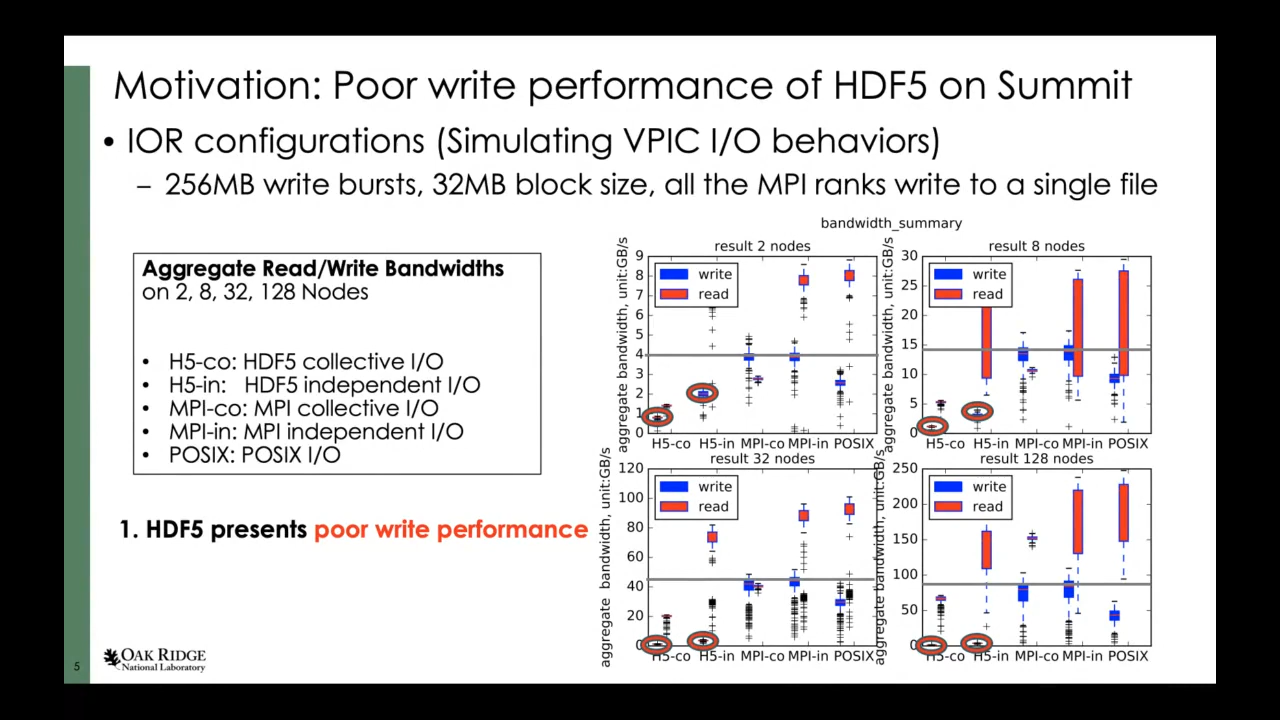 Motivation: Poor write performance of HDF5 on Summit
• IOR configurations (Simulating VPIC I/O behaviors)
– 256MB write bursts, 32MB block size, all the MPI ranks write to a single file
Aggregate Read/Write Bandwidths
on 2, 8, 32, 128 Nodes
• H5-co: HDF5 collective I/O
• H5-in: HDF5 independent I/O
• MPI-co: MPI collective I/O
• MPI-in: MPI independent I/O
• POSIX: POSIX I/O
1. HDF5 presents poor write performance
bandwidth_summary
result 2 nodes
aggregate bandwidth, unit:GB/s
9
8
7
6
5
4
3
2
1
0
write
read
H5-co H5-in MPI-co MPI-in POSIX
result 8 nodes
aggregate bandwidth, unit:GB/s
30
25
20
15
10
5
0
write
read
H5-co H5-in MPI-co MPI-in POSIX
result 32 nodes
aggregate bandwidth, unit:GB/s
120
100
80
60
40
20
0
write
read
H5-co H5-in MPI-co MPI-in POSIX
result 128 nodes
aggregate bandwidth, unit:GB/s
250
200
150
100
50
0
write
read
H5-co H5-in MPI-co MPI-in POSIX
5
OAK RIDGE
National Laboratory